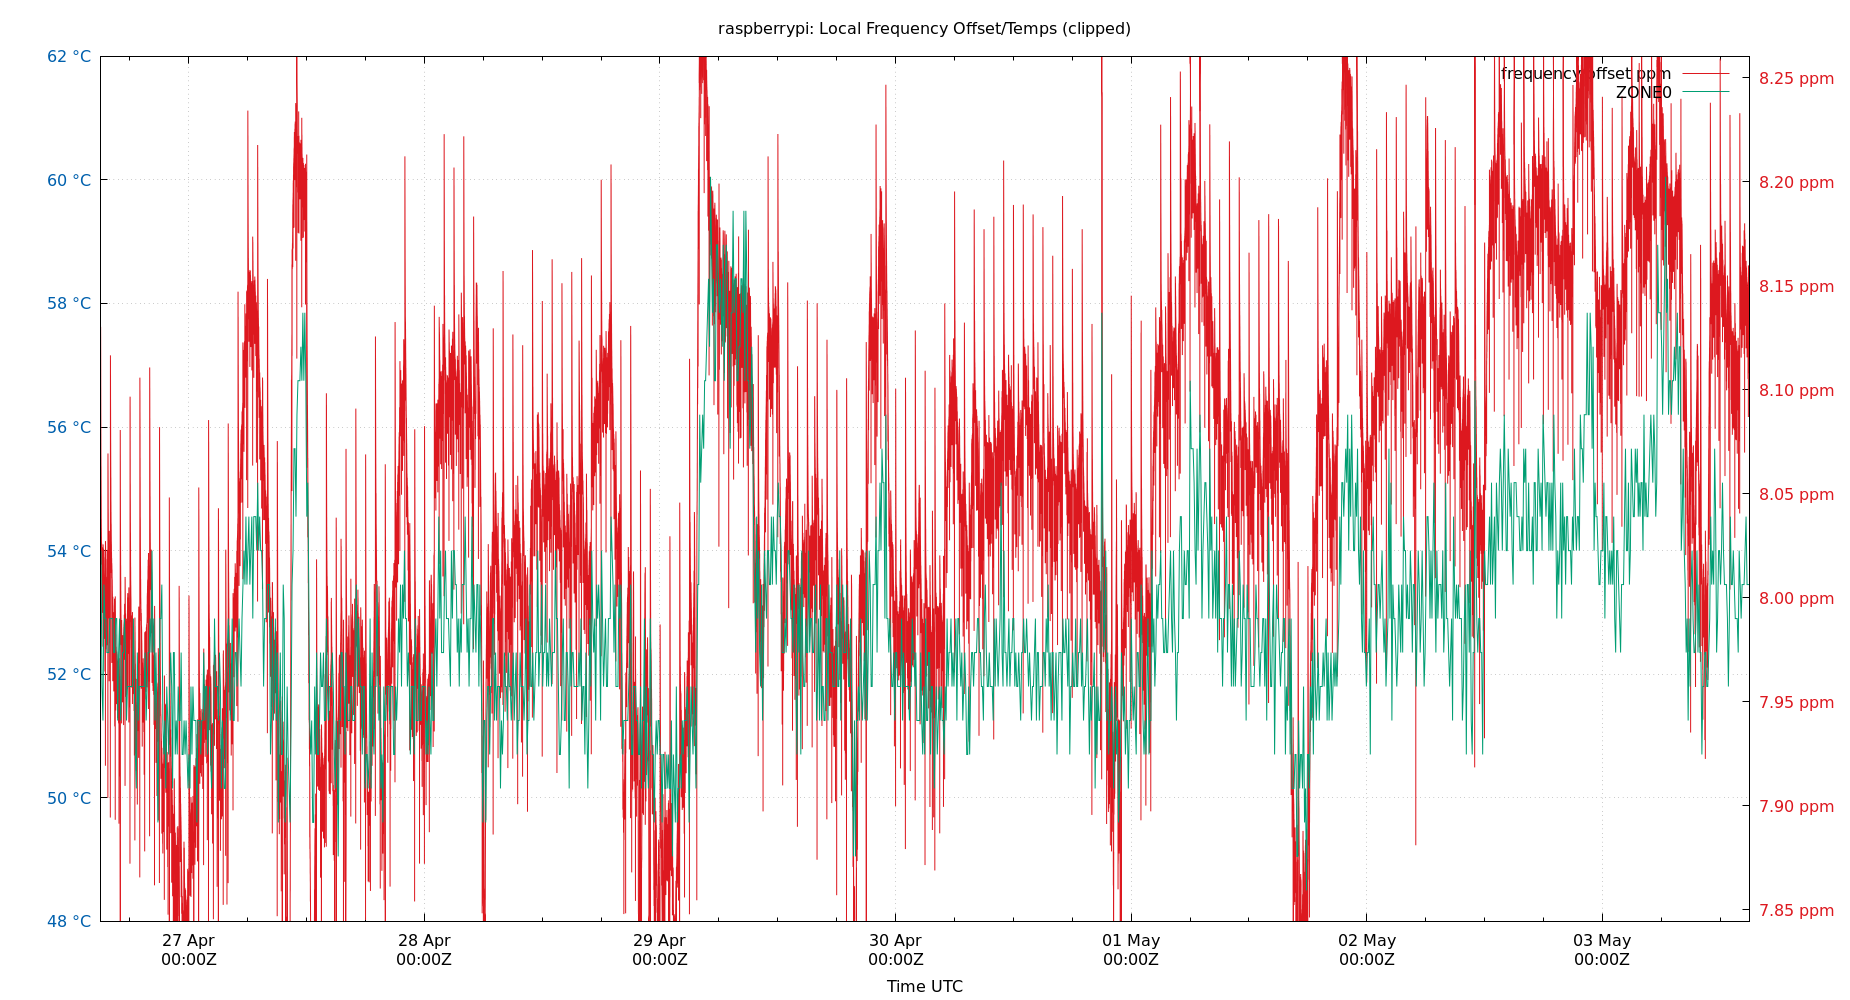 raspberrypi: Local Frequency Offset/Temps (clipped)
62 °C
60 °C
58 °C
56 °C
54 °C
52 °C
50 °C
48 °C
frequency offset ppm
ZONE0
8.25 ppm
8.20 ppm
8.15 ppm
8.10 ppm
8.05 ppm
8.00 ppm
7.95 ppm
7.90 ppm
7.85 ppm
27 Apr 28 Apr 29 Apr 30 Apr 01 May 02 May 03 May
00:00Z 00:00Z 00:00Z 00:00Z 00:00Z 00:00Z 00:00Z
Time UTC